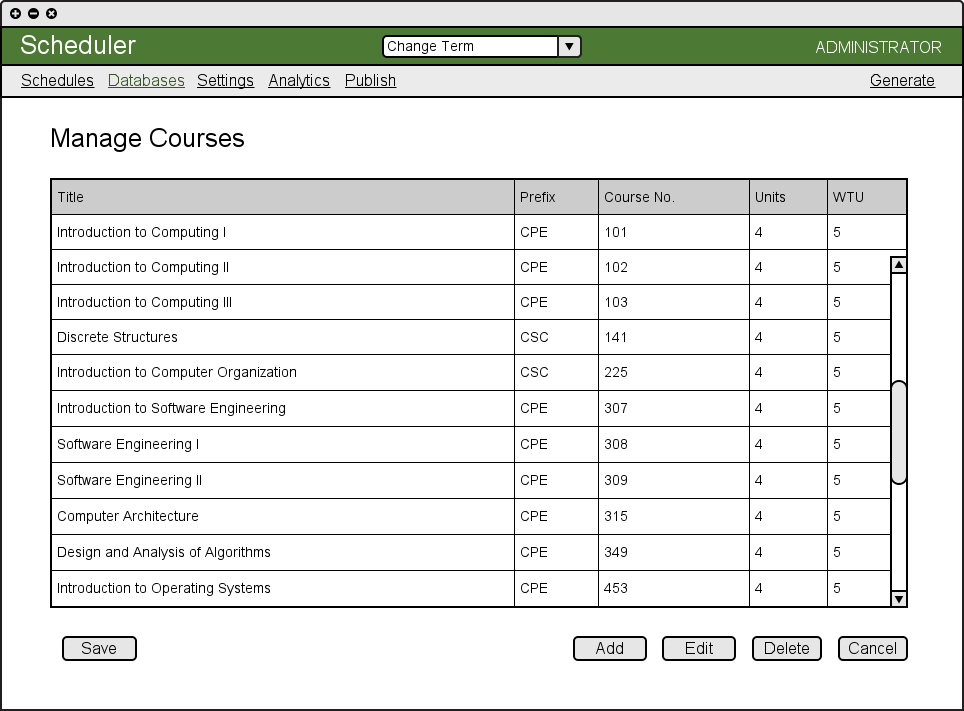 Scheduler Change Term ADMINISTRATOR
Schedules Databases Settings Analytics Publish Generate
Manage Courses
Title Prefix Course No. Units WTU
Introduction to Computing I CPE 101 4 5
Introduction to Computing II CPE 102 4 5
Introduction to Computing III CPE 103 4 5
Discrete Structures CSC 141 4 5
Introduction to Computer Organization CSC 225 4 5
Introduction to Software Engineering CPE 307 4 5
Software Engineering I CPE 308 4 5
Software Engineering II CPE 309 4 5
Computer Architecture CPE 315 4 5
Design and Analysis of Algorithms CPE 349 4 5
Introduction to Operating Systems CPE 453 4 5
Save Add Edit Delete Cancel